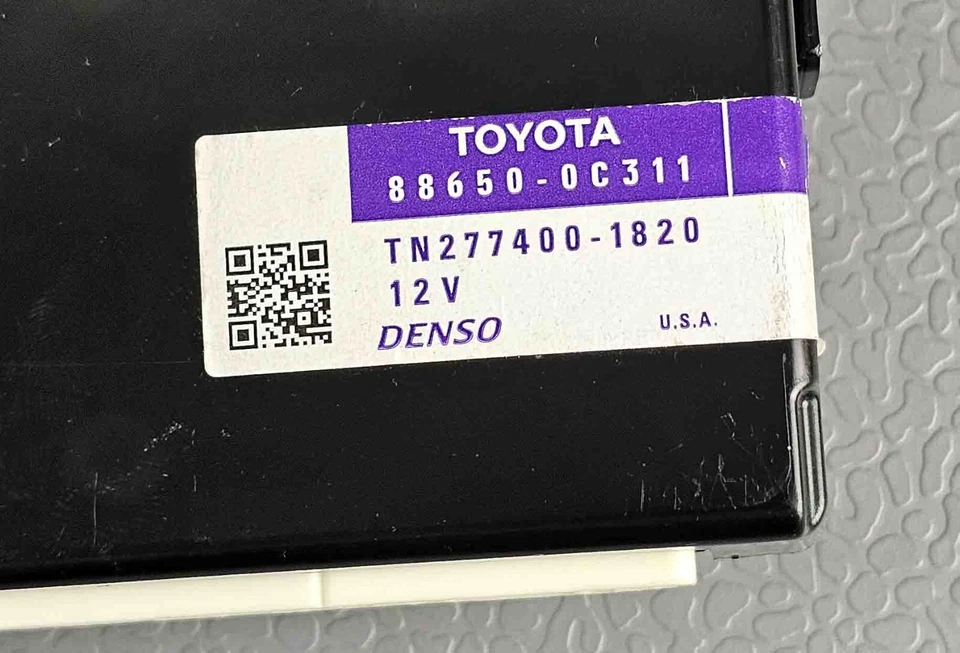 TOYOTA
88650-0C311
TN277400-1820
12V
DENSO
U.S.A.